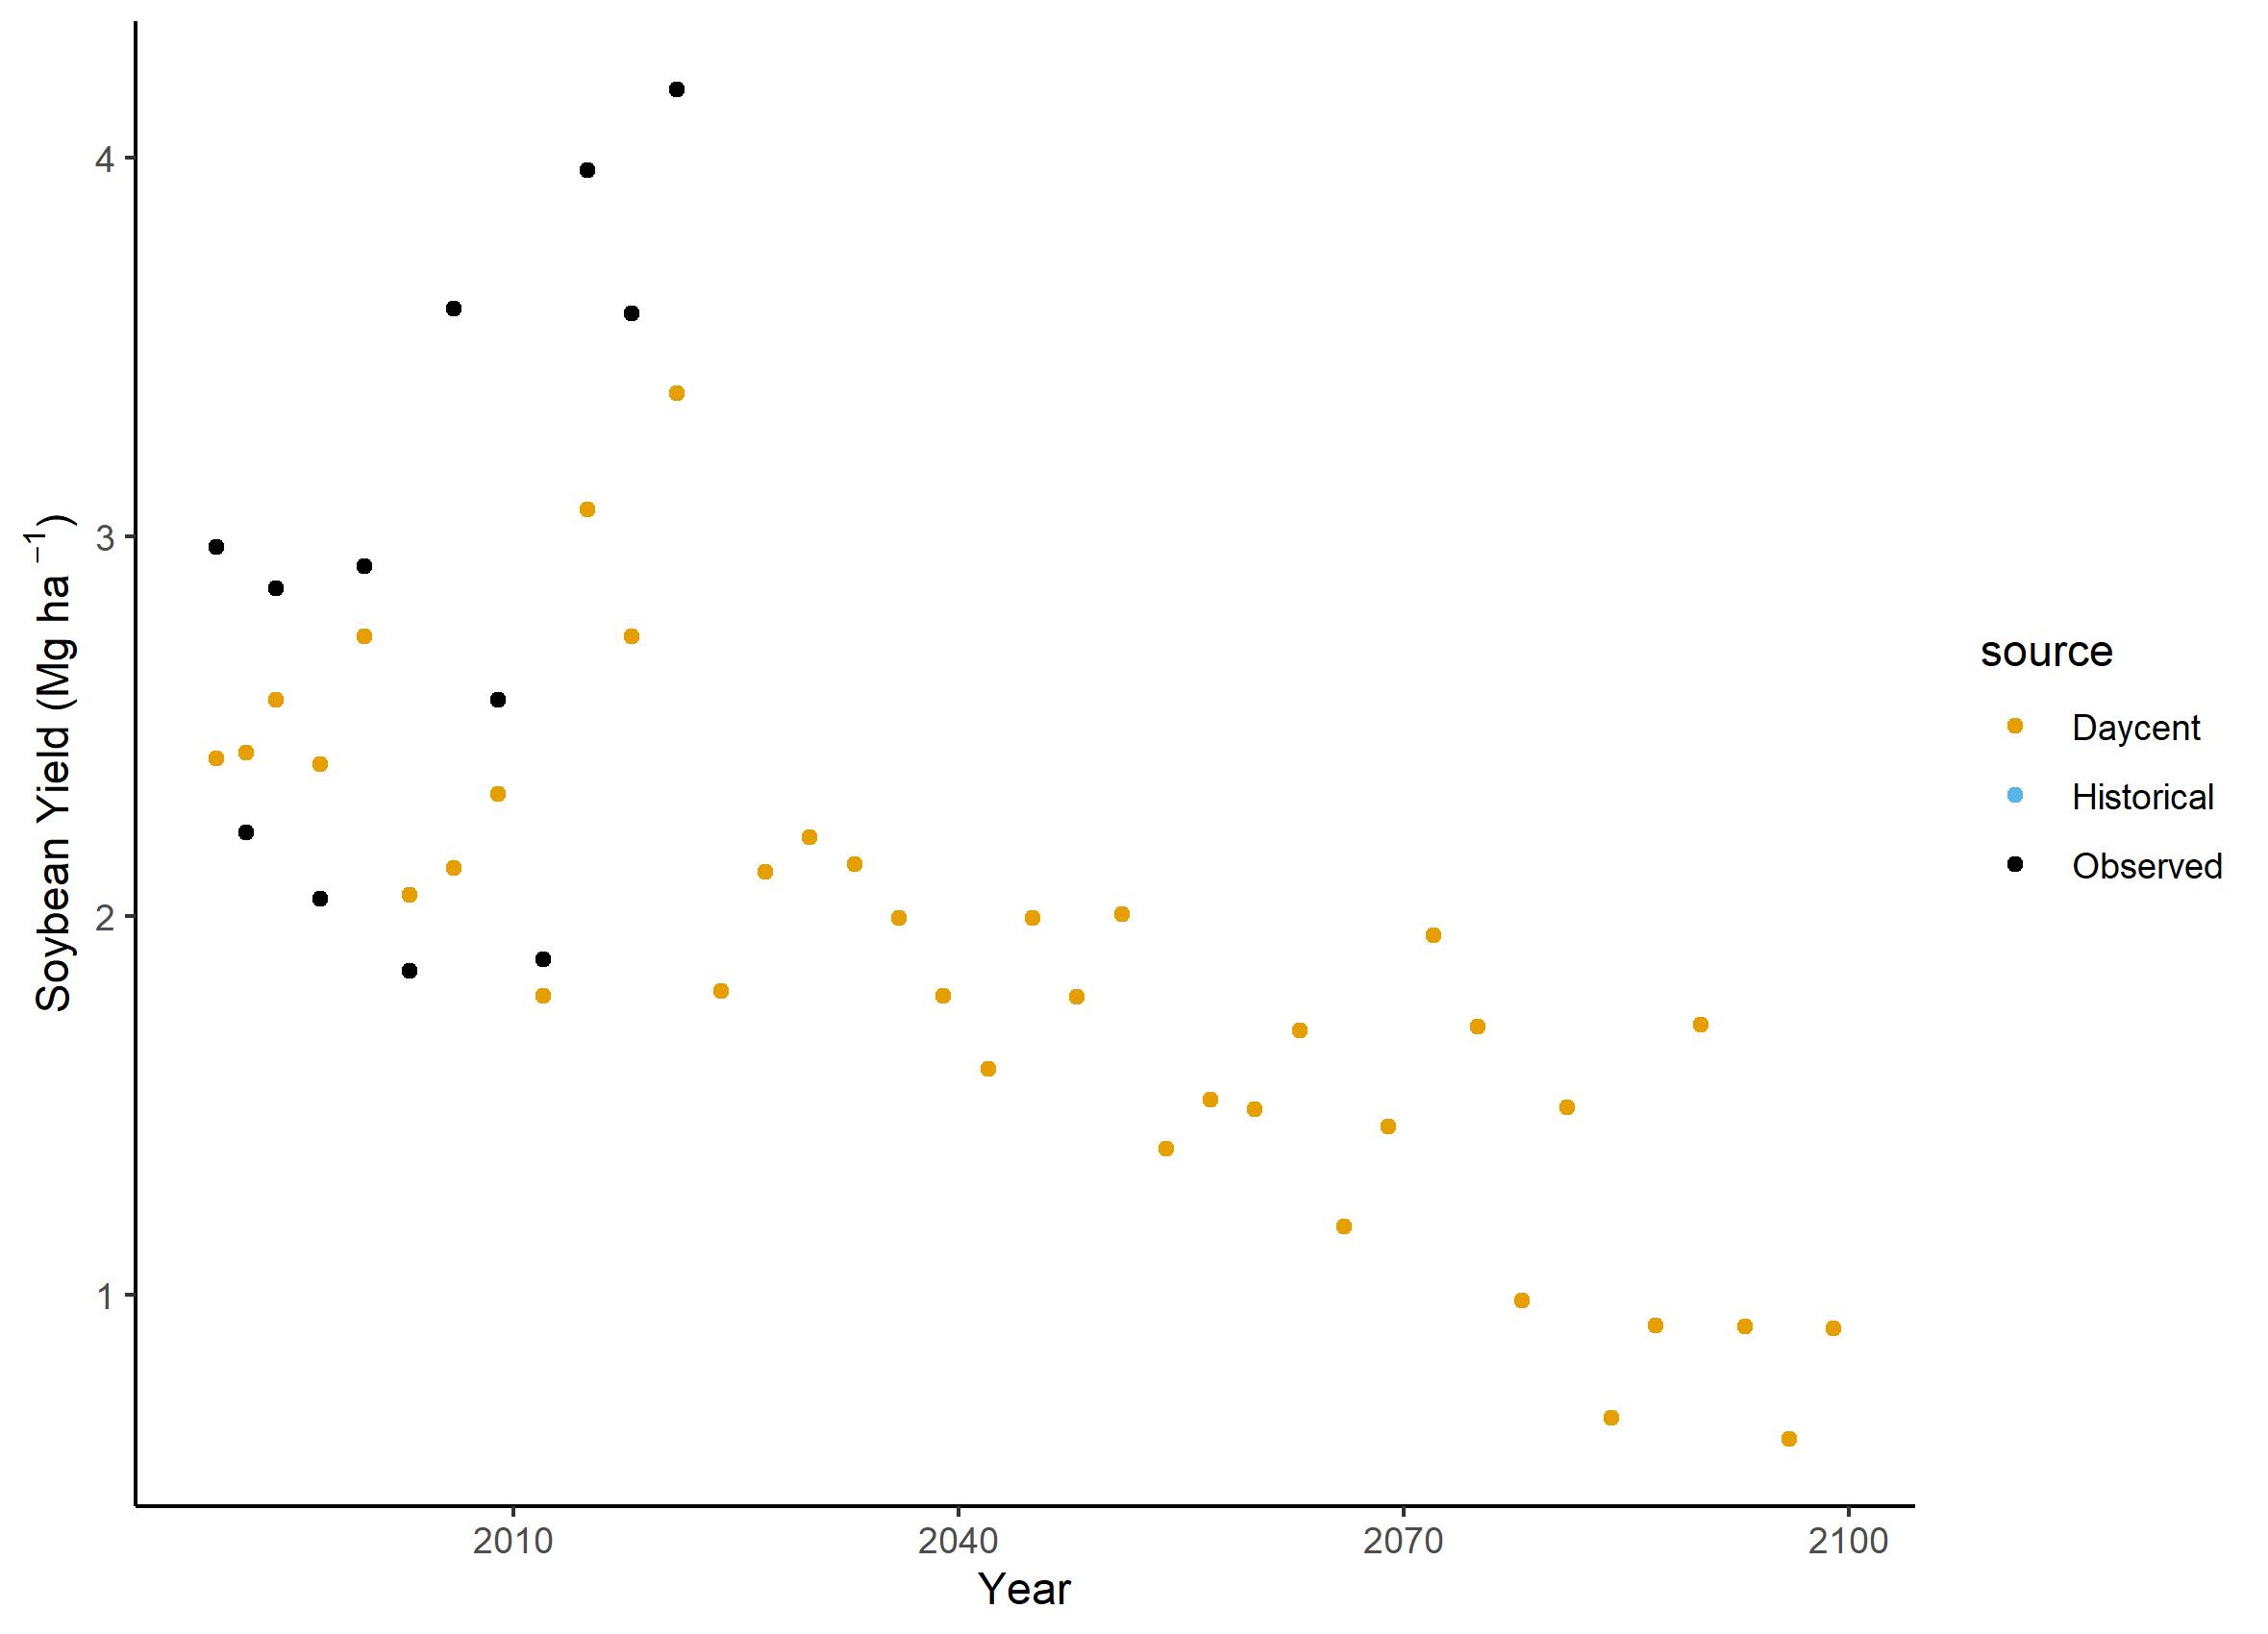 Soybean Yield (Mg ha ⁻¹)
4
3
2
1
2010 2040 2070 2100
Year
source
Daycent
Historical
Observed